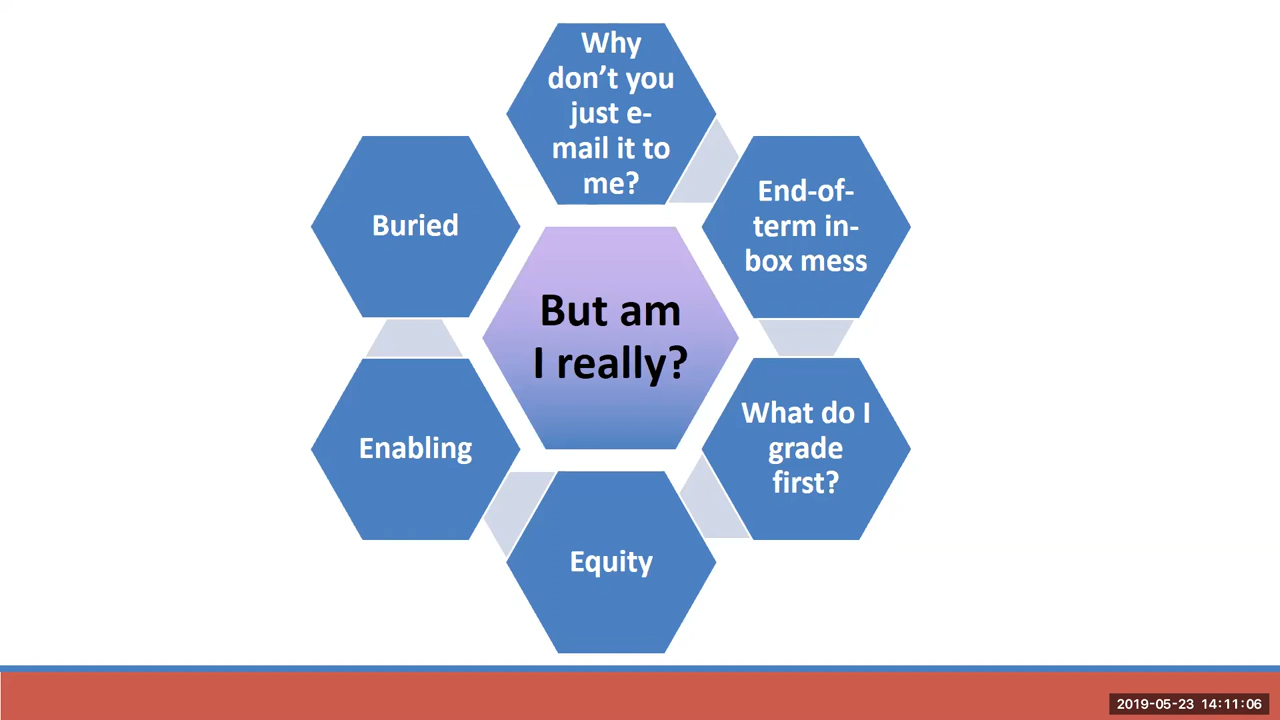 Why
don’t you
just e-
mail it to
me?
End-of-
term in-
box mess
What do I
grade
first?
Equity
Enabling
Buried
But am
I really?
2019-05-23 14:11:06